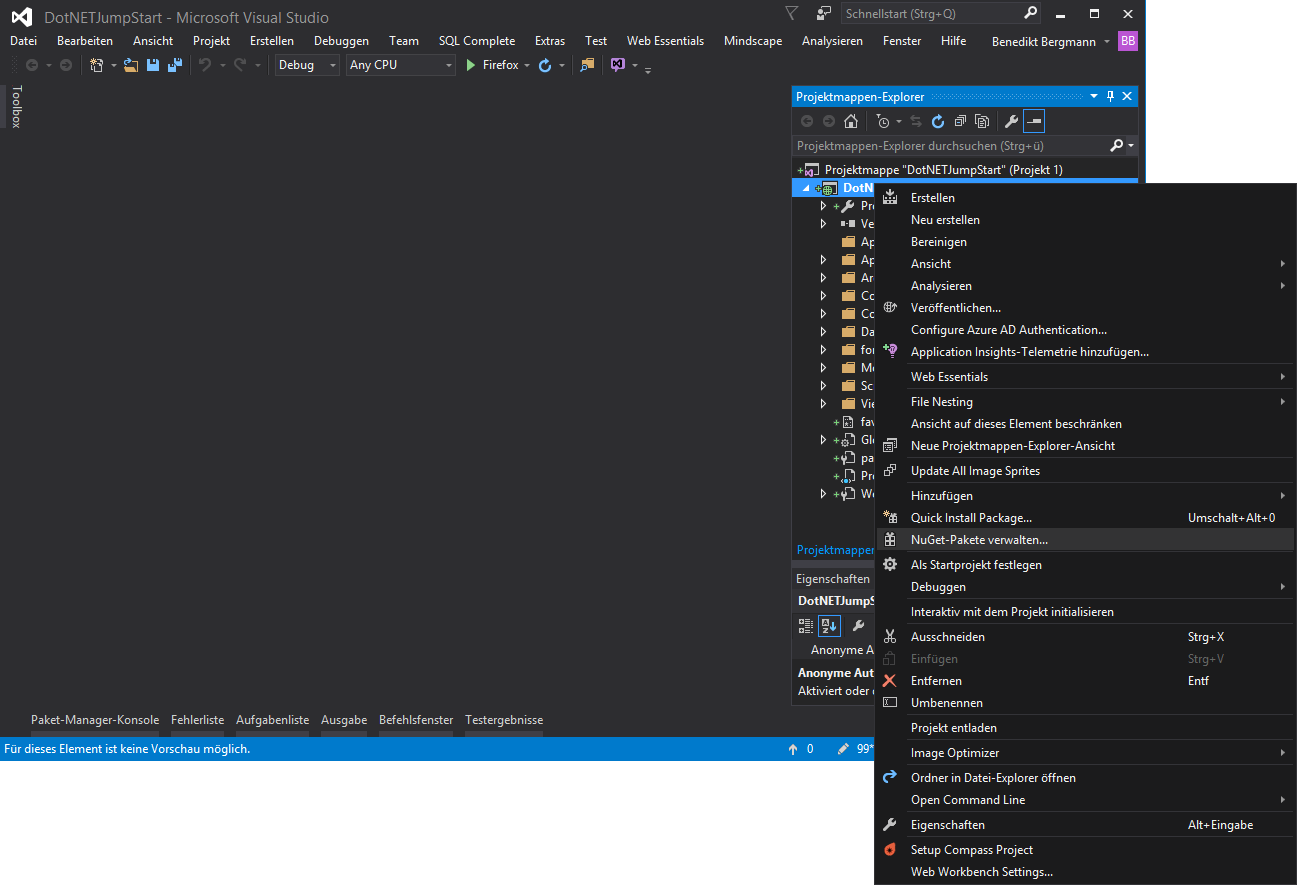 DotNETJumpStart - Microsoft Visual Studio
Schnellstart (Strg+Q)
Datei Bearbeiten Ansicht Projekt Erstellen Debuggen Team SQL Complete Extras Test Web Essentials Mindscape Analysieren Fenster Hilfe Benedikt Bergmann BB
Debug Any CPU Firefox
Toolbox
Projektmappen-Explorer
Projektmappen-Explorer durchsuchen (Strg+ü)
Projektmappe "DotNETJumpStart" (Projekt 1)
DotN
Pr
Ve
Ap
Ap
Ar
Co
Co
Da
for
Mo
Sc
Vie
fav
Glo
pa
Pro
We
Projektmappen
Eigenschaften
DotNETJumpS
Anonyme A
Anonyme Aut
Aktiviert oder
Erstellen
Neu erstellen
Bereinigen
Ansicht
Analysieren
Veröffentlichen...
Configure Azure AD Authentication...
Application Insights-Telemetrie hinzufügen...
Web Essentials
File Nesting
Ansicht auf dieses Element beschränken
Neue Projektmappen-Explorer-Ansicht
Update All Image Sprites
Hinzufügen
Quick Install Package... Umschalt+Alt+0
NuGet-Pakete verwalten...
Als Startprojekt festlegen
Debuggen
Interaktiv mit dem Projekt initialisieren
Ausschneiden Strg+X
Einfügen Strg+V
Entfernen Entf
Umbenennen
Projekt entladen
Image Optimizer
Ordner in Datei-Explorer öffnen
Open Command Line
Eigenschaften Alt+Eingabe
Setup Compass Project
Web Workbench Settings...
Paket-Manager-Konsole Fehlerliste Aufgabenliste Ausgabe Befehlsfenster Testergebnisse
Für dieses Element ist keine Vorschau möglich. 0 99*